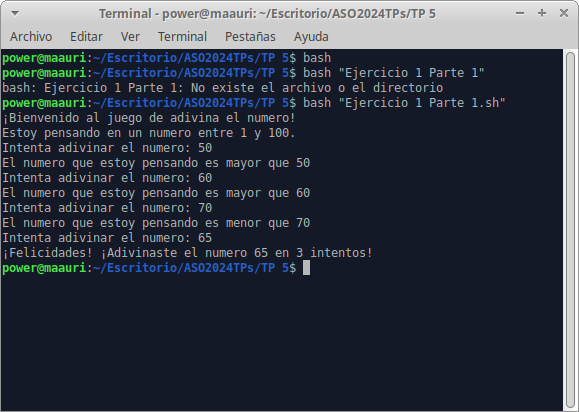 Terminal - power@maauri: ~/Escritorio/ASO2024TPs/TP 5
Archivo Editar Ver Terminal Pestañas Ayuda
power@maauri:~/Escritorio/ASO2024TPs/TP 5$ bash
power@maauri:~/Escritorio/ASO2024TPs/TP 5$ bash "Ejercicio 1 Parte 1"
bash: Ejercicio 1 Parte 1: No existe el archivo o el directorio
power@maauri:~/Escritorio/ASO2024TPs/TP 5$ bash "Ejercicio 1 Parte 1.sh"
¡Bienvenido al juego de adivina el numero!
Estoy pensando en un numero entre 1 y 100.
Intenta adivinar el numero: 50
El numero que estoy pensando es mayor que 50
Intenta adivinar el numero: 60
El numero que estoy pensando es mayor que 60
Intenta adivinar el numero: 70
El numero que estoy pensando es menor que 70
Intenta adivinar el numero: 65
¡Felicidades! ¡Adivinaste el numero 65 en 3 intentos!
power@maauri:~/Escritorio/ASO2024TPs/TP 5$